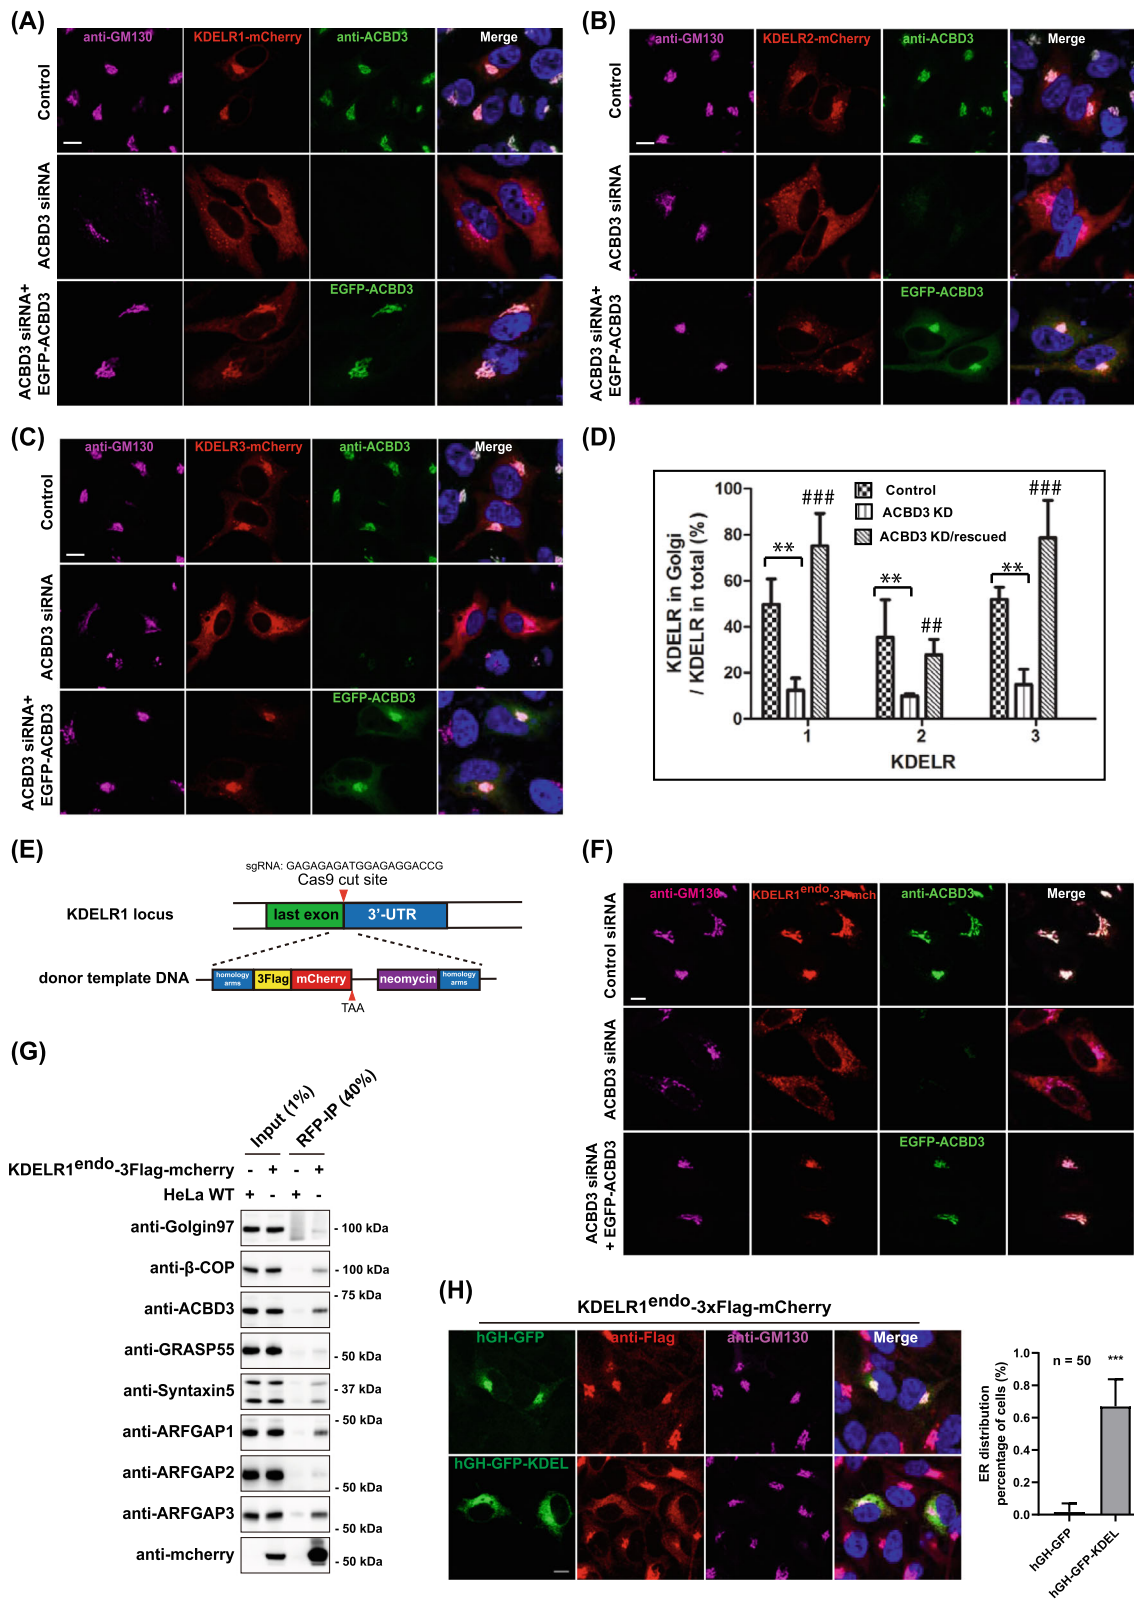 (A)
anti-GM130 KDELR1-mCherry anti-ACBD3 Merge
Control
ACBD3 siRNA
ACBD3 siRNA+
EGFP-ACBD3
EGFP-ACBD3
(B)
anti-GM130 KDELR2-mCherry anti-ACBD3 Merge
Control
ACBD3 siRNA
ACBD3 siRNA+
EGFP-ACBD3
EGFP-ACBD3
(C)
anti-GM130 KDELR3-mCherry anti-ACBD3 Merge
Control
ACBD3 siRNA
ACBD3 siRNA+
EGFP-ACBD3
EGFP-ACBD3
(D)
KDELR in Golgi
/ KDELR in total (%)
100
80
60
40
20
0
Control
ACBD3 KD
ACBD3 KD/rescued
** ###
** ##
** ###
1 2 3
KDELR
(E)
sgRNA: GAGAGAGATGGAGAGGACCG
Cas9 cut site
KDELR1 locus
last exon 3'-UTR
donor template DNA
homology arms 3Flag mCherry neomycin homology arms
TAA
(F)
anti-GM130 KDELR1endo-3F-mch anti-ACBD3 Merge
Control siRNA
ACBD3 siRNA
ACBD3 siRNA
+ EGFP-ACBD3
EGFP-ACBD3
(G)
Input (1%) RFP-IP (40%)
KDELR1endo-3Flag-mcherry - + - +
HeLa WT + - + -
anti-Golgin97 - 100 kDa
anti-β-COP - 100 kDa
- 75 kDa
anti-ACBD3
anti-GRASP55 - 50 kDa
anti-Syntaxin5 - 37 kDa
- 50 kDa
anti-ARFGAP1
anti-ARFGAP2 - 50 kDa
anti-ARFGAP3 - 50 kDa
anti-mcherry - 50 kDa
(H)
KDELR1endo-3xFlag-mCherry
hGH-GFP anti-Flag anti-GM130 Merge
hGH-GFP-KDEL
ER distribution
percentage of cells (%)
1.0
0.8
0.6
0.4
0.2
0.0
n = 50 ***
hGH-GFP
hGH-GFP-KDEL